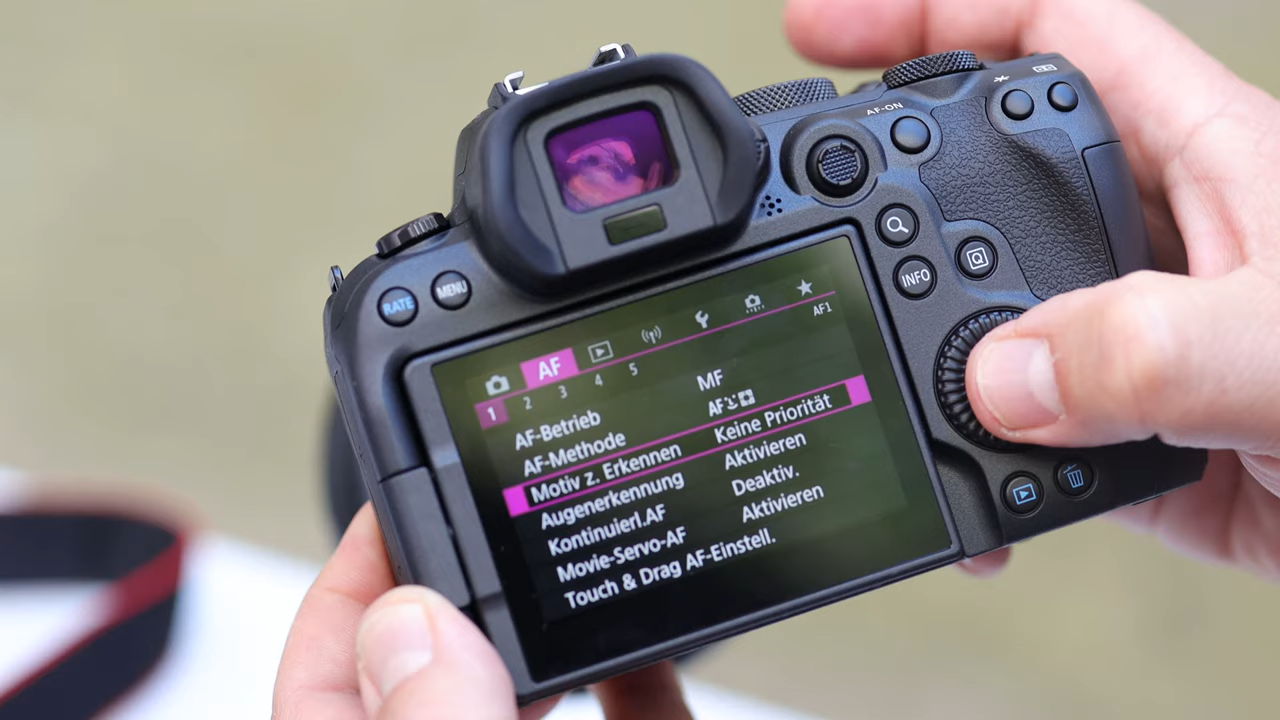 AF-ON
RATE
MENU
INFO
Q
AF
AF1
1 2 3 4 5
AF-Betrieb MF
AF-Methode AF
Motiv z. Erkennen Keine Priorität
Augenerkennung Aktivieren
Kontinuierl.AF Deaktiv.
Movie-Servo-AF Aktivieren
Touch & Drag AF-Einstell.